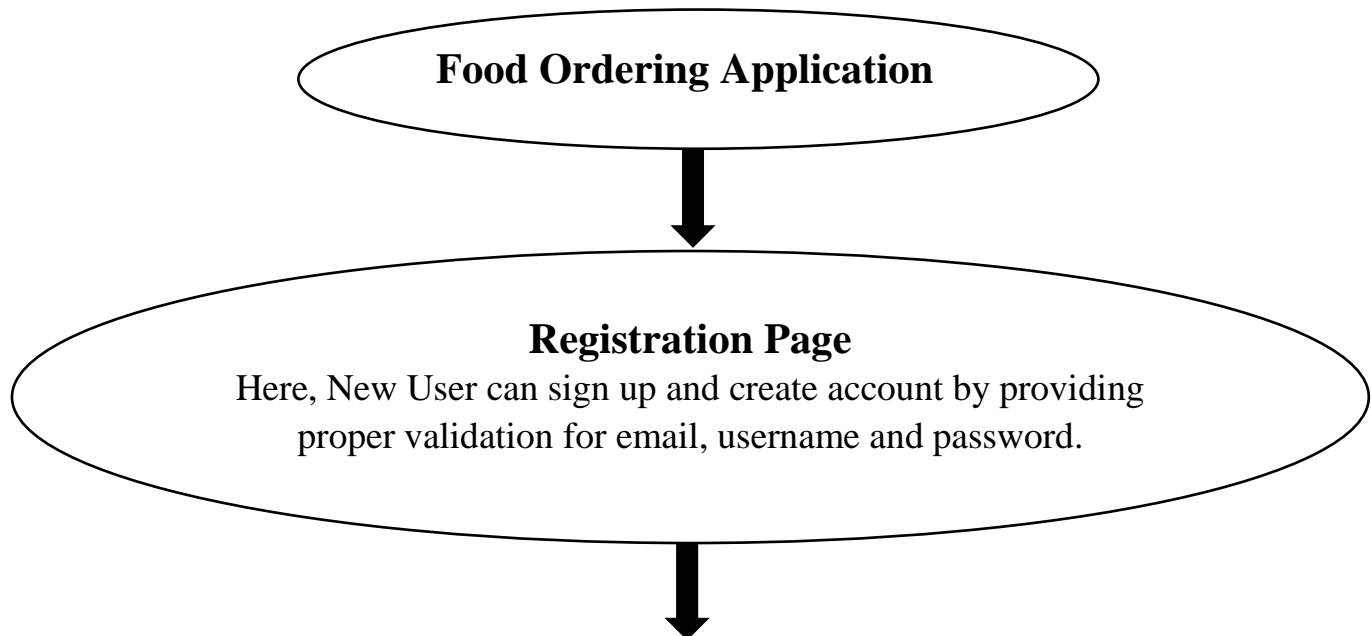 Food Ordering Application
Registration Page
Here, New User can sign up and create account by providing
proper validation for email, username and password.